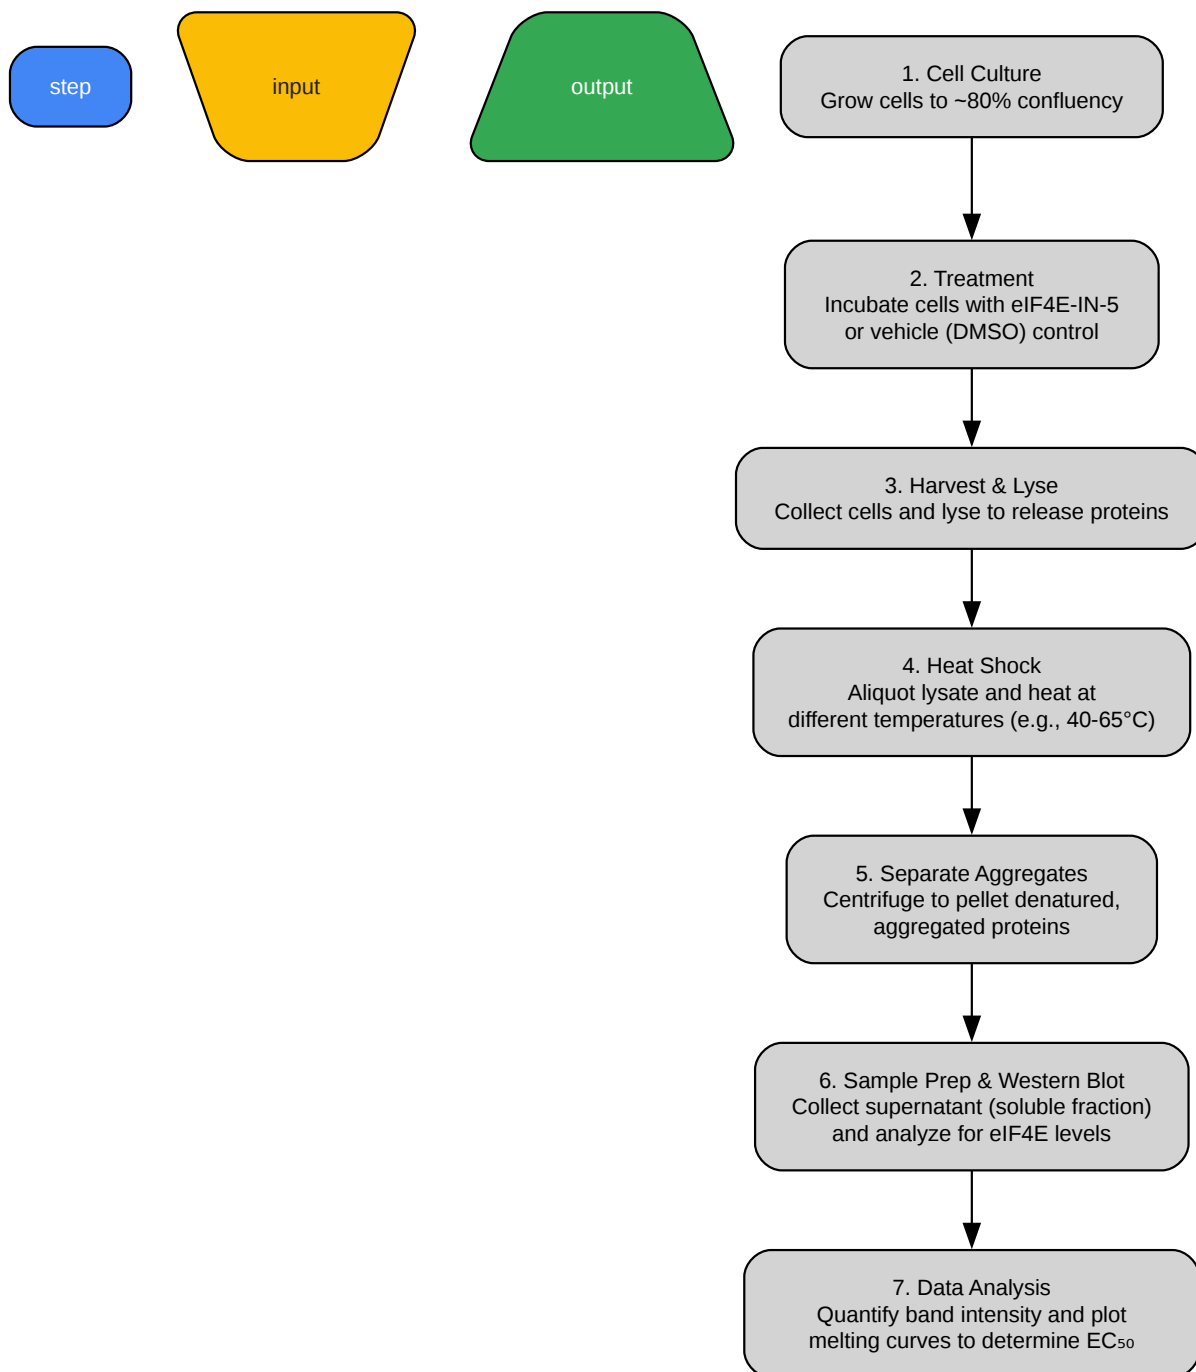 step
input
output
1. Cell Culture
Grow cells to ~80% confluency
2. Treatment
Incubate cells with eIF4E-IN-5
or vehicle (DMSO) control
3. Harvest & Lyse
Collect cells and lyse to release proteins
4. Heat Shock
Aliquot lysate and heat at
different temperatures (e.g., 40-65°C)
5. Separate Aggregates
Centrifuge to pellet denatured,
aggregated proteins
6. Sample Prep & Western Blot
Collect supernatant (soluble fraction)
and analyze for eIF4E levels
7. Data Analysis
Quantify band intensity and plot
melting curves to determine EC₅₀